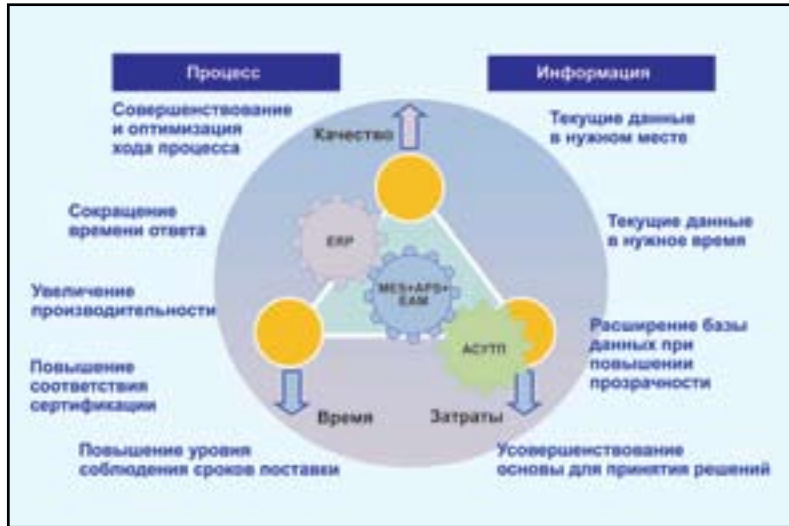 Процесс
Совершенствование
и оптимизация
хода процесса
Сокращение
времени ответа
Увеличение
производительности
Повышение
соответствия
сертификации
Повышение уровня
соблюдения сроков поставки
Качество
ERP
MES+APS+
EAM
АСУТП
Время
Затраты
Информация
Текущие данные
в нужном месте
Текущие данные
в нужное время
Расширение базы
данных при
повышении
прозрачности
Усовершенствование
основы для принятия решений